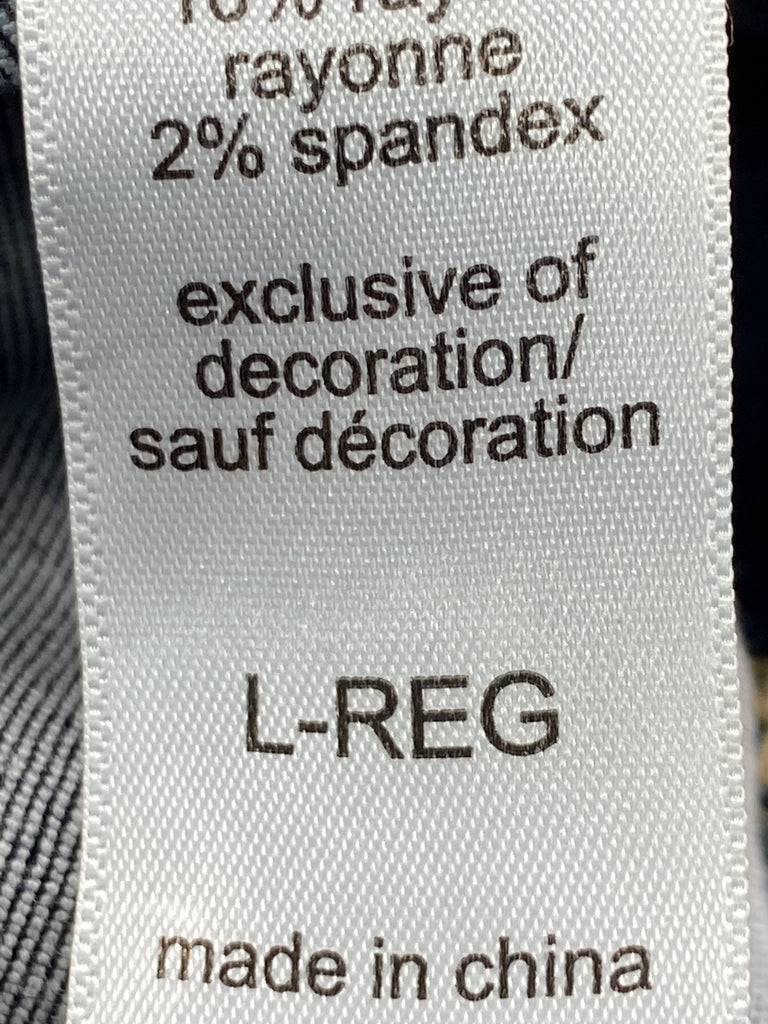 rayonne
2% spandex
exclusive of
decoration/
sauf décoration
L-REG
made in china